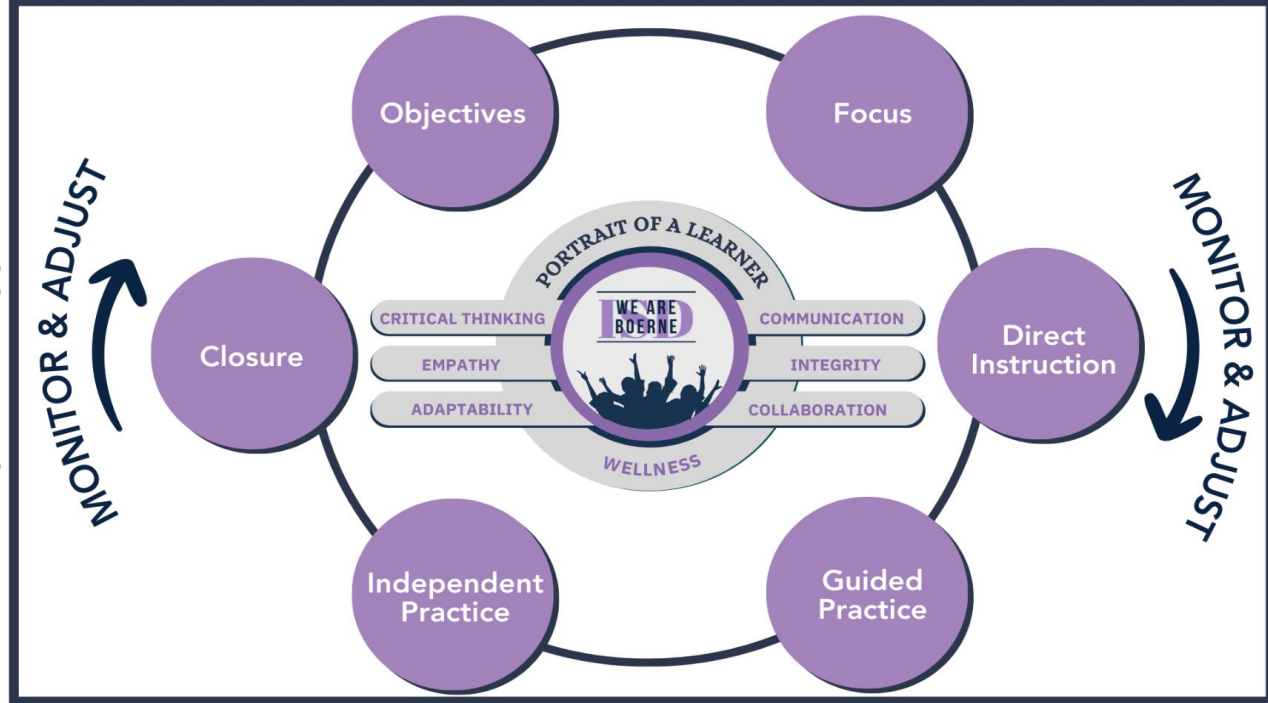 Objectives
Focus
MONITOR & ADJUST
MONITOR & ADJUST
PORTRAIT OF A LEARNER
ISD
WE ARE
BOERNE
CRITICAL THINKING
COMMUNICATION
EMPATHY
INTEGRITY
ADAPTABILITY
COLLABORATION
WELLNESS
Closure
Direct
Instruction
Independent
Practice
Guided
Practice